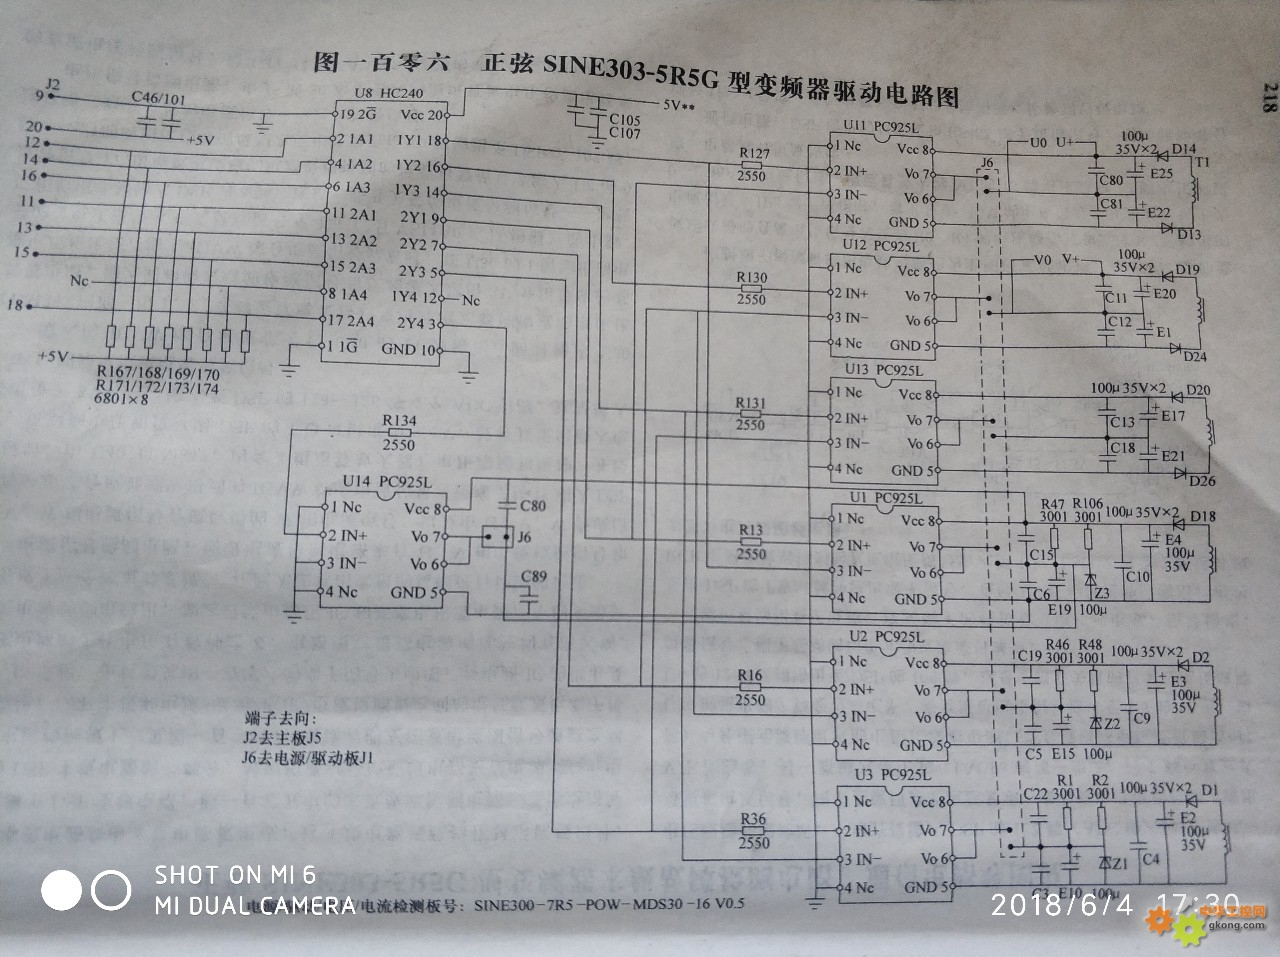 图一百零六 正弦 SINE303-5R5G 型变频器驱动电路图
218
J2
9
20
12
14
16
11
13
15
Nc
18
C46/101
+5V
+5V
R167/168/169/170
R171/172/173/174
6801×8
U8 HC240
19 2G̅ Vcc 20
2 1A1 1Y1 18
4 1A2 1Y2 16
6 1A3 1Y3 14
11 2A1 2Y1 9
13 2A2 2Y2 7
15 2A3 2Y3 5
8 1A4 1Y4 12 Nc
17 2A4 2Y4 3
1 1G̅ GND 10
5V**
C105
C107
R134
2550
U14 PC925L
1 Nc Vcc 8
2 IN+ Vo 7
3 IN- Vo 6
4 Nc GND 5
C80
J6
C89
R127
2550
U11 PC925L
1 Nc Vcc 8
2 IN+ Vo 7
3 IN- Vo 6
4 Nc GND 5
J6
U0 U+
100μ
35V×2
D14
T1
C80
E25
C81
E22
D13
R130
2550
U12 PC925L
1 Nc Vcc 8
2 IN+ Vo 7
3 IN- Vo 6
4 Nc GND 5
V0 V+
100μ
35V×2
D19
C11
E20
C12
E1
D24
R131
2550
U13 PC925L
1 Nc Vcc 8
2 IN+ Vo 7
3 IN- Vo 6
4 Nc GND 5
100μ35V×2
D20
C13
E17
C18
E21
D26
R13
2550
U1 PC925L
1 Nc Vcc 8
2 IN+ Vo 7
3 IN- Vo 6
4 Nc GND 5
R47 R106
3001 3001
100μ35V×2
D18
C15
E4
100μ
35V
C10
C6
Z3
E19 100μ
R16
2550
U2 PC925L
1 Nc Vcc 8
2 IN+ Vo 7
3 IN- Vo 6
4 Nc GND 5
R46 R48
C19 3001 3001
100μ35V×2
D2
E3
100μ
35V
Z2
C9
C5 E15 100μ
R36
2550
U3 PC925L
1 Nc Vcc 8
2 IN+ Vo 7
3 IN- Vo 6
4 Nc GND 5
R1 R2
C22 3001 3001
100μ35V×2
D1
E2
100μ
35V
Z1
C4
C3 E10 100μ
端子去向:
J2去主板J5
J6去电源/驱动板J1
/电流检测板号: SINE300-7R5-POW-MDS30-16 V0.5
SHOT ON MI 6
MI DUAL CAMERA
2018/6/4 17:30
中华工控网
gkong.com